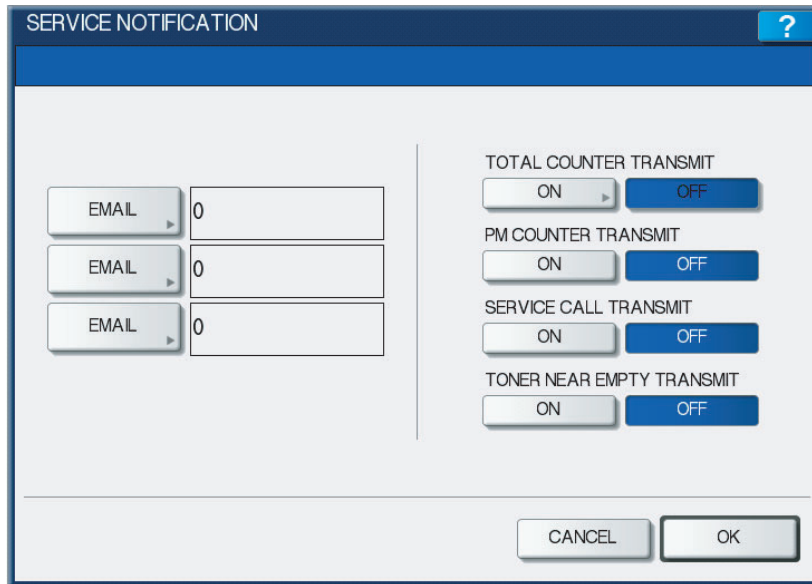 SERVICE NOTIFICATION
?
EMAIL 0
EMAIL 0
EMAIL 0
TOTAL COUNTER TRANSMIT
ON OFF
PM COUNTER TRANSMIT
ON OFF
SERVICE CALL TRANSMIT
ON OFF
TONER NEAR EMPTY TRANSMIT
ON OFF
CANCEL OK